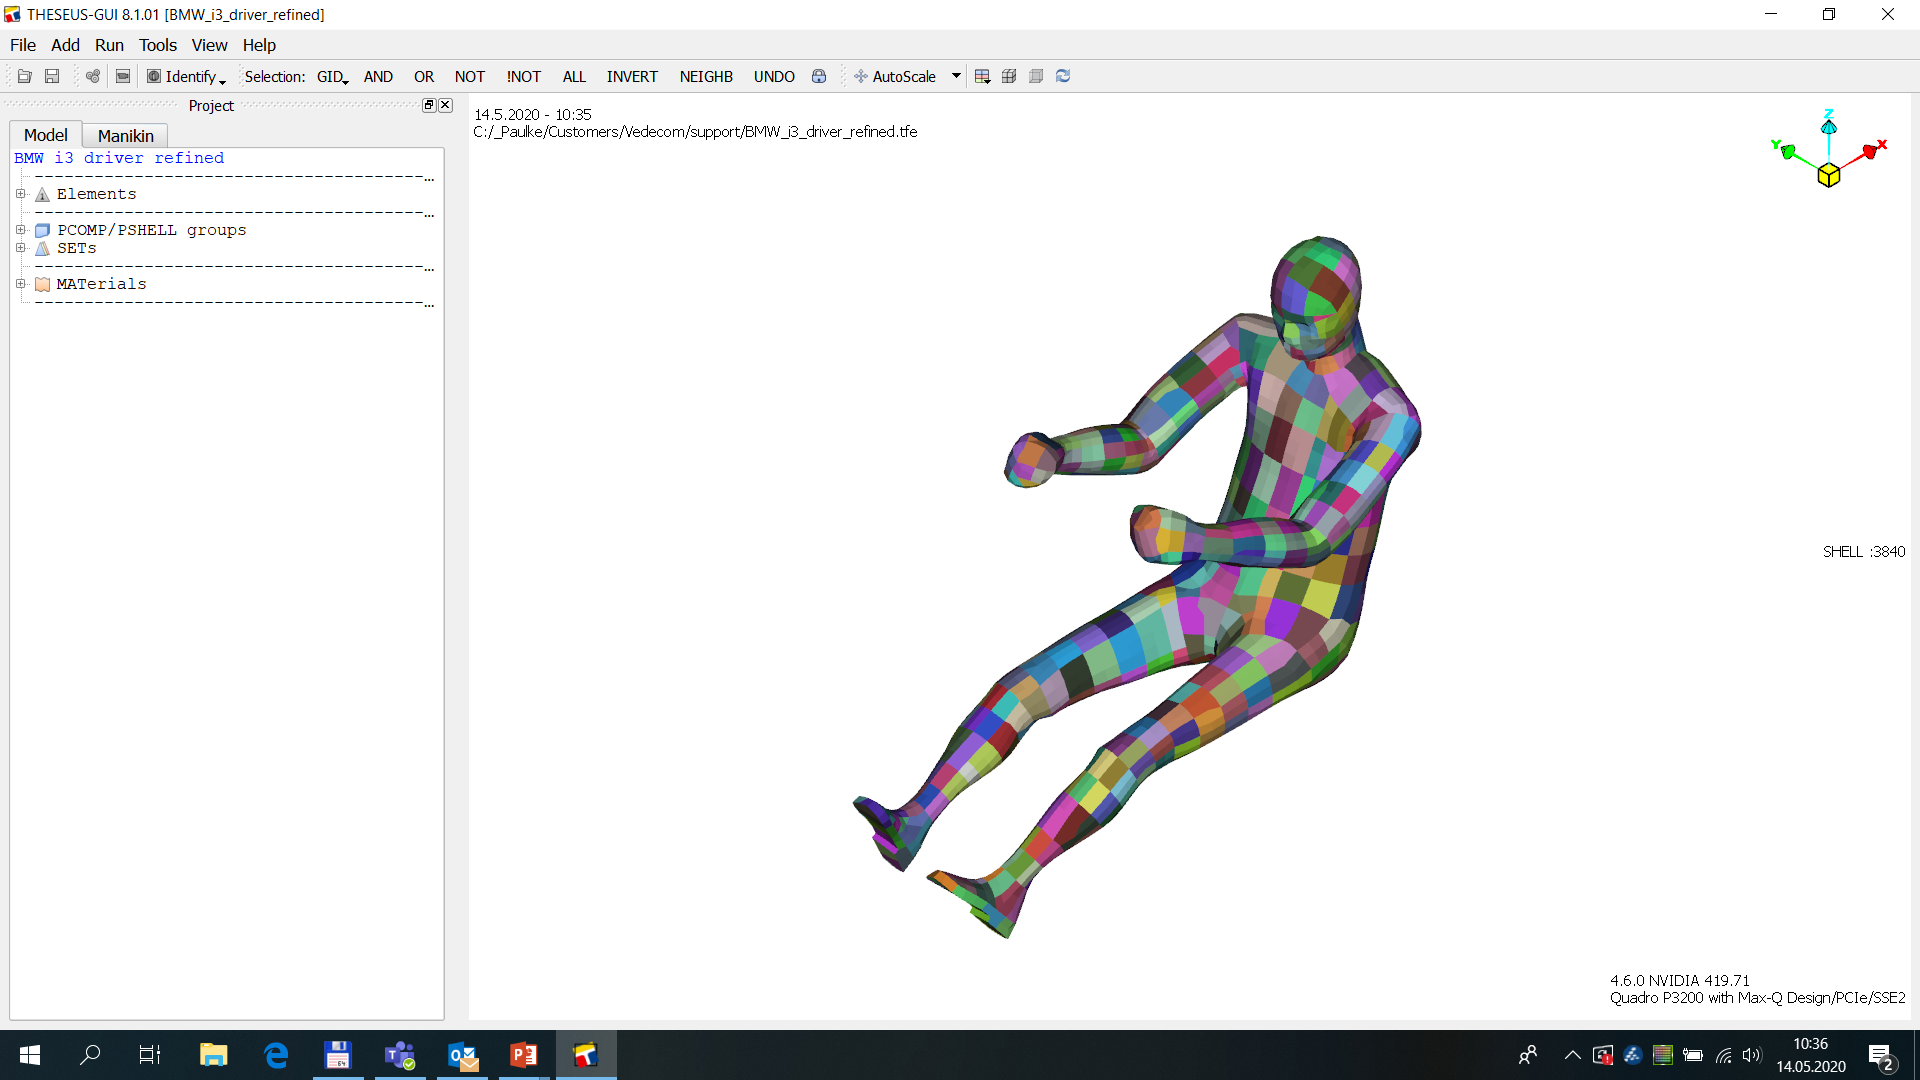 THESEUS-GUI 8.1.01 [BMW_i3_driver_refined]
File Add Run Tools View Help
Identify Selection: GID AND OR NOT !NOT ALL INVERT NEIGHB UNDO AutoScale
Project
Model Manikin
BMW i3 driver refined
---------------------------------------...
Elements
---------------------------------------...
PCOMP/PSHELL groups
SETs
---------------------------------------...
MATerials
---------------------------------------...
14.5.2020 - 10:35
C:/_Paulke/Customers/Vedecom/support/BMW_i3_driver_refined.tfe
Z
Y
X
SHELL :3840
4.6.0 NVIDIA 419.71
Quadro P3200 with Max-Q Design/PCIe/SSE2
10:36
14.05.2020
2